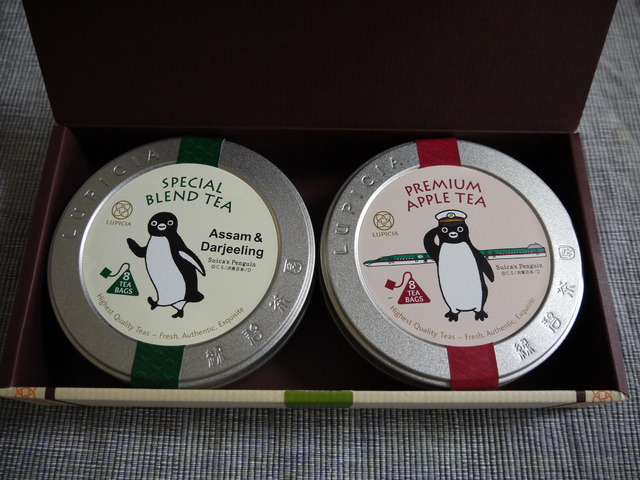 LUPICIA
SPECIAL
BLEND TEA
LUPICIA
Assam &
Darjeeling
Suica's Penguin
8
TEA
BAGS
Highest Quality Teas – Fresh, Authentic, Exquisite
緑碧茶園
LUPICIA
PREMIUM
APPLE TEA
LUPICIA
Suica's Penguin
8
TEA
BAGS
Highest Quality Teas – Fresh, Authentic, Exquisite
緑碧茶園